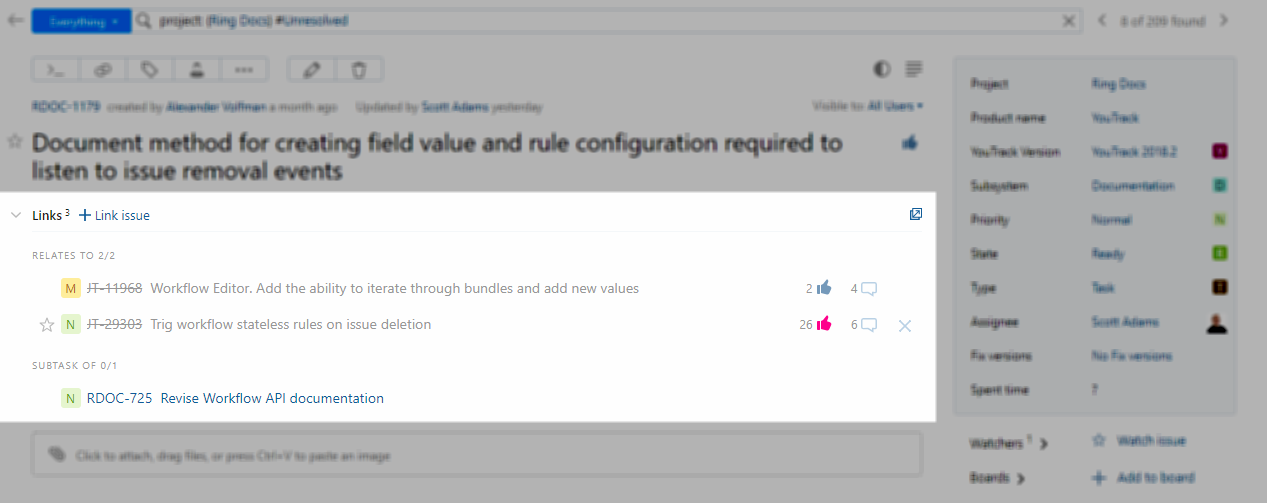 Everything
project: {Ring Docs} #Unresolved
8 of 209 found
RDOC-1179 created by Alexander Volfman a month ago Updated by Scott Adams yesterday
Visible to: All Users
Document method for creating field value and rule configuration required to
listen to issue removal events
Links 3 + Link issue
RELATES TO 2/2
M JT-11968 Workflow Editor. Add the ability to iterate through bundles and add new values 2 4
N JT-29303 Trig workflow stateless rules on issue deletion 26 6
SUBTASK OF 0/1
N RDOC-725 Revise Workflow API documentation
Click to attach, drag files, or press Ctrl+V to paste an image
Project Ring Docs
Product name YouTrack
YouTrack Version YouTrack 2018.2
Subsystem Documentation
Priority Normal N
State Ready
Type Task
Assignee Scott Adams
Fix versions No Fix versions
Spent time ?
Watchers 1 Watch issue
Boards Add to board